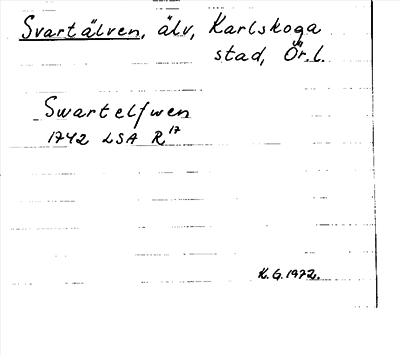 Svartälven, älv, Karlskoga
stad, Ör.l.
Swartelfwen
1742 LSA R17
K.G. 1972.